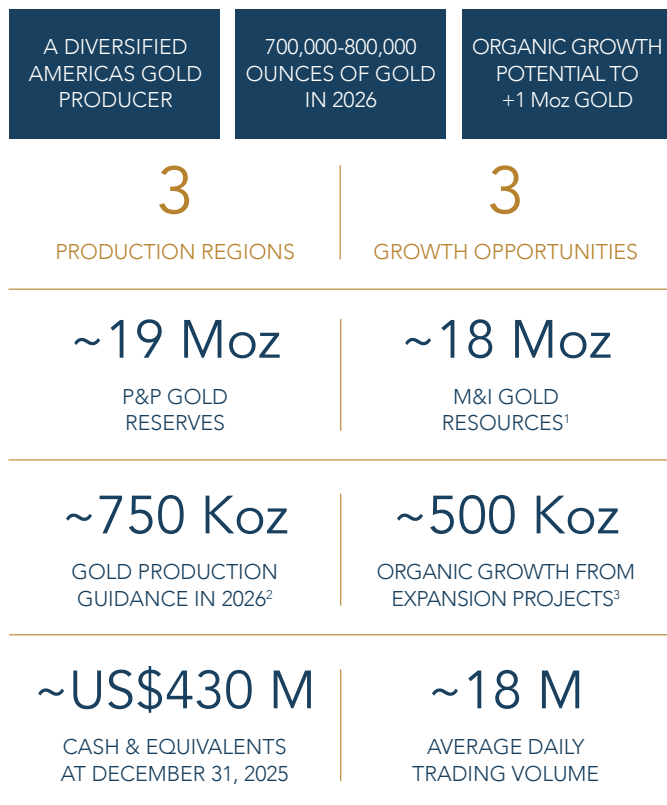 A DIVERSIFIED
AMERICAS GOLD
PRODUCER
700,000-800,000
OUNCES OF GOLD
IN 2026
ORGANIC GROWTH
POTENTIAL TO
+1 Moz GOLD
3
PRODUCTION REGIONS
3
GROWTH OPPORTUNITIES
~19 Moz
P&P GOLD
RESERVES
~18 Moz
M&I GOLD
RESOURCES¹
~750 Koz
GOLD PRODUCTION
GUIDANCE IN 2026²
~500 Koz
ORGANIC GROWTH FROM
EXPANSION PROJECTS³
~US$430 M
CASH & EQUIVALENTS
AT DECEMBER 31, 2025
~18 M
AVERAGE DAILY
TRADING VOLUME